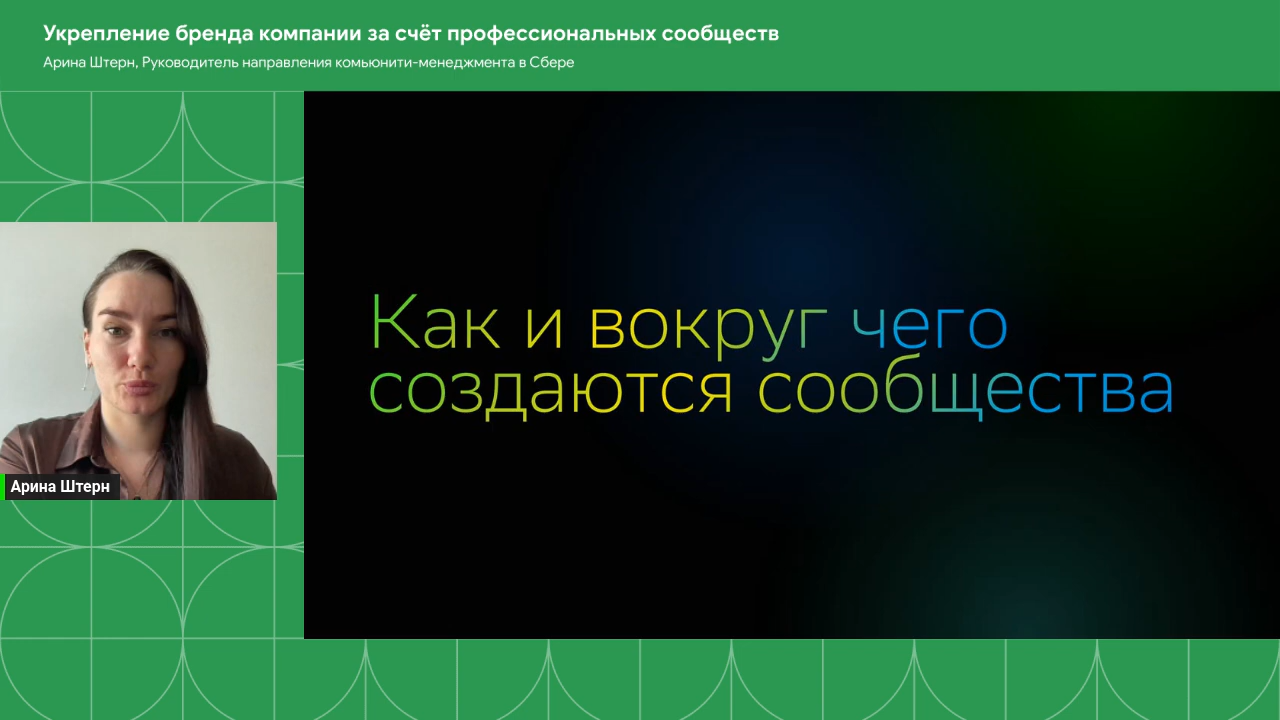 Укрепление бренда компании за счёт профессиональных сообществ
Арина Штерн, Руководитель направления комьюнити-менеджмента в Сбере
Как и вокруг чего
создаются сообщества
Арина Штерн